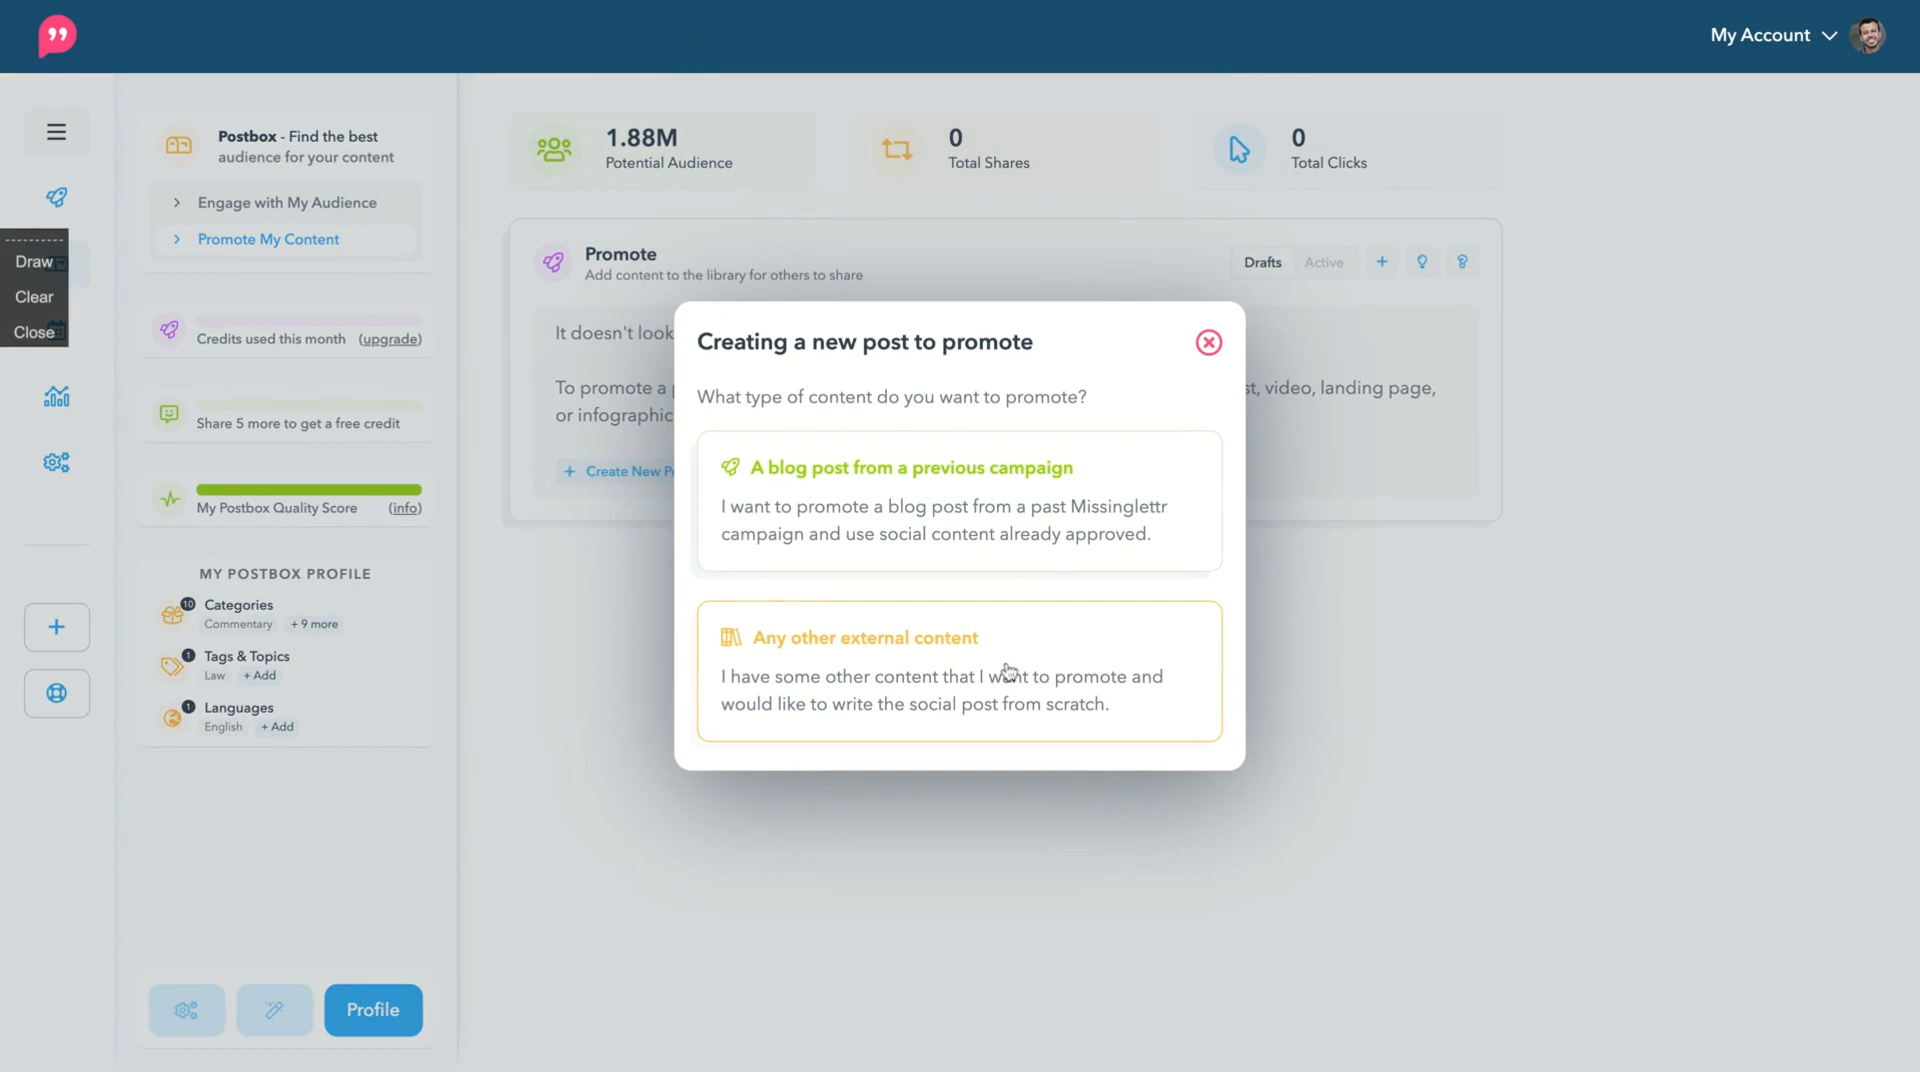 My Account
Postbox - Find the best
audience for your content
Engage with My Audience
Promote My Content
Draw
Clear
Close
Credits used this month (upgrade)
Share 5 more to get a free credit
My Postbox Quality Score (info)
MY POSTBOX PROFILE
10
Categories
Commentary + 9 more
1
Tags & Topics
Law + Add
1
Languages
English + Add
Profile
1.88M
Potential Audience
0
Total Shares
0
Total Clicks
Promote
Add content to the library for others to share
Drafts Active
It doesn't look
To promote a st, video, landing page,
or infographic
+ Create New
Creating a new post to promote
What type of content do you want to promote?
A blog post from a previous campaign
I want to promote a blog post from a past Missinglettr
campaign and use social content already approved.
Any other external content
I have some other content that I want to promote and
would like to write the social post from scratch.